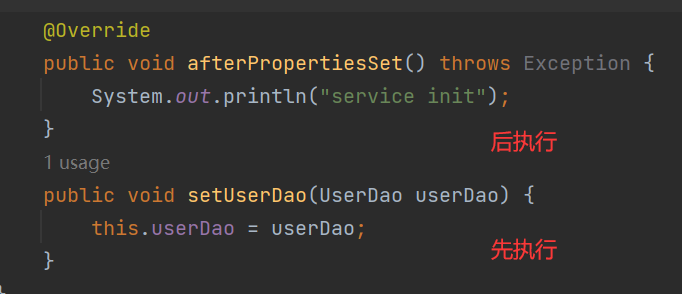 @Override
public void afterPropertiesSet() throws Exception {
    System.out.println("service init");
}
后执行
1 usage
public void setUserDao(UserDao userDao) {
    this.userDao = userDao;
先执行
}